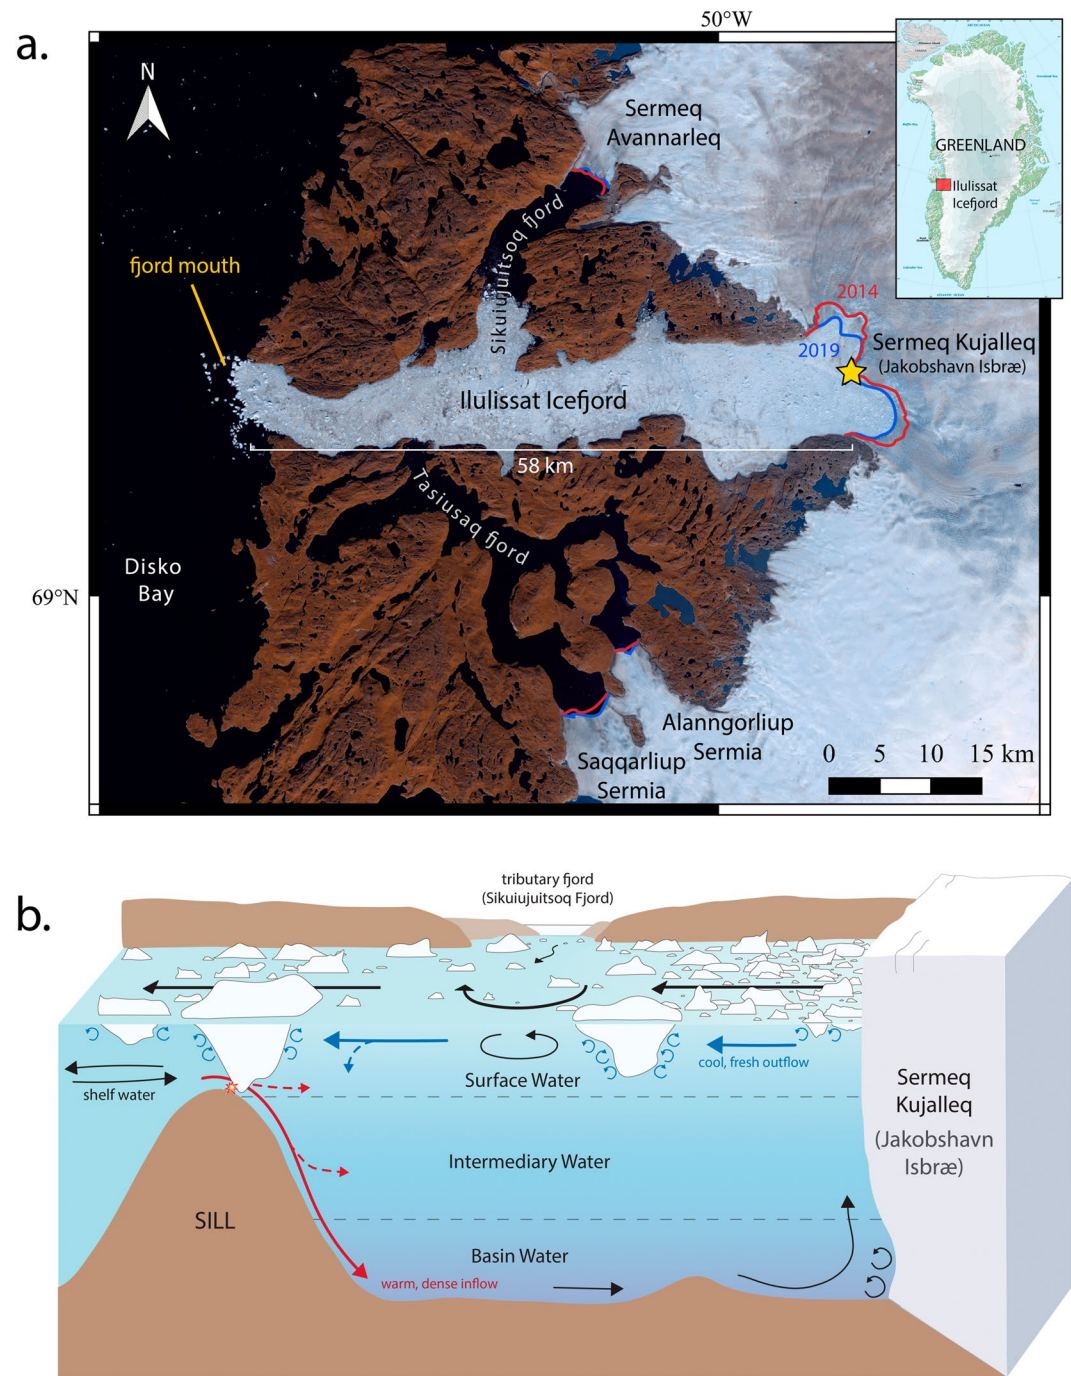 a.
50°W
N
Sermeq
Avannarleq
GREENLAND
Ilulissat
Icefjord
Sikuiujuitsoq fjord
fjord mouth
2014
2019
Sermeq Kujalleq
(Jakobshavn Isbræ)
Ilulissat Icefjord
58 km
Tasiusaq fjord
Disko
Bay
69°N
Alanngorliup
Sermia
Saqqarliup
Sermia
0 5 10 15 km
b.
tributary fjord
(Sikuiujuitsoq Fjord)
cool, fresh outflow
shelf water
Surface Water
Sermeq
Kujalleq
(Jakobshavn
Isbræ)
Intermediary Water
SILL
Basin Water
warm, dense inflow